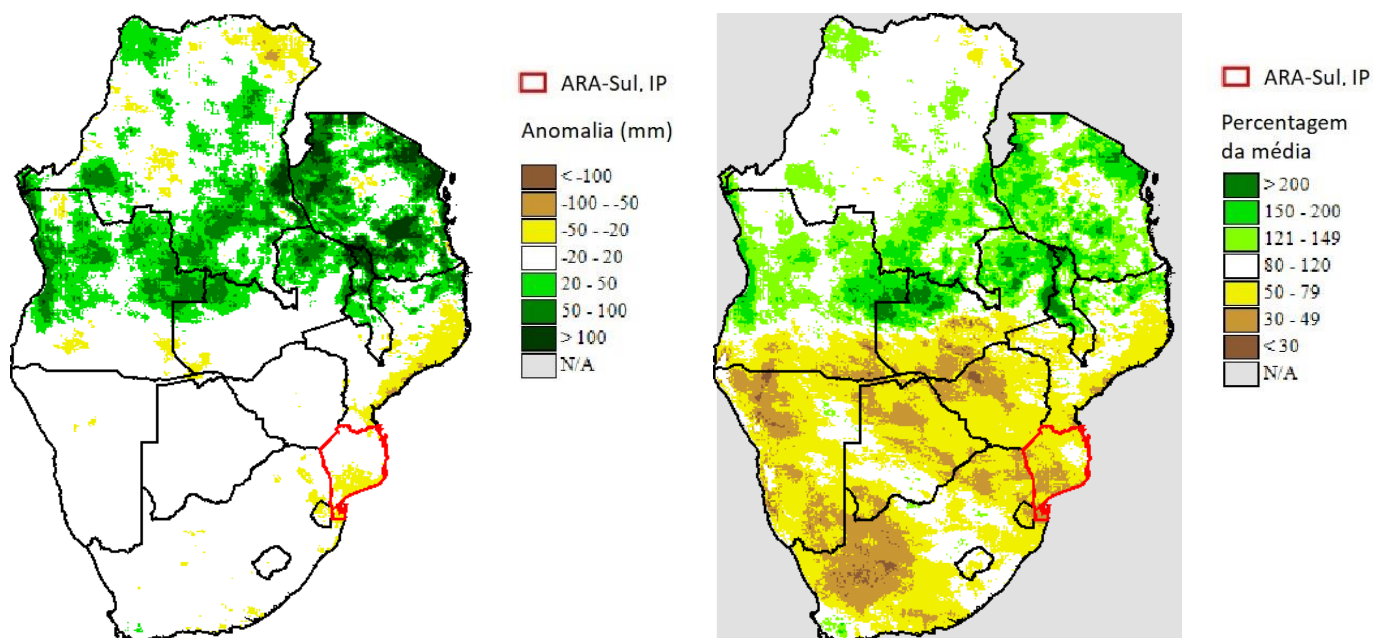 ARA-Sul, IP
Anomalia (mm)
< -100
-100 - -50
-50 - -20
-20 - 20
20 - 50
50 - 100
> 100
N/A
ARA-Sul, IP
Percentagem
da média
> 200
150 - 200
121 - 149
80 - 120
50 - 79
30 - 49
< 30
N/A